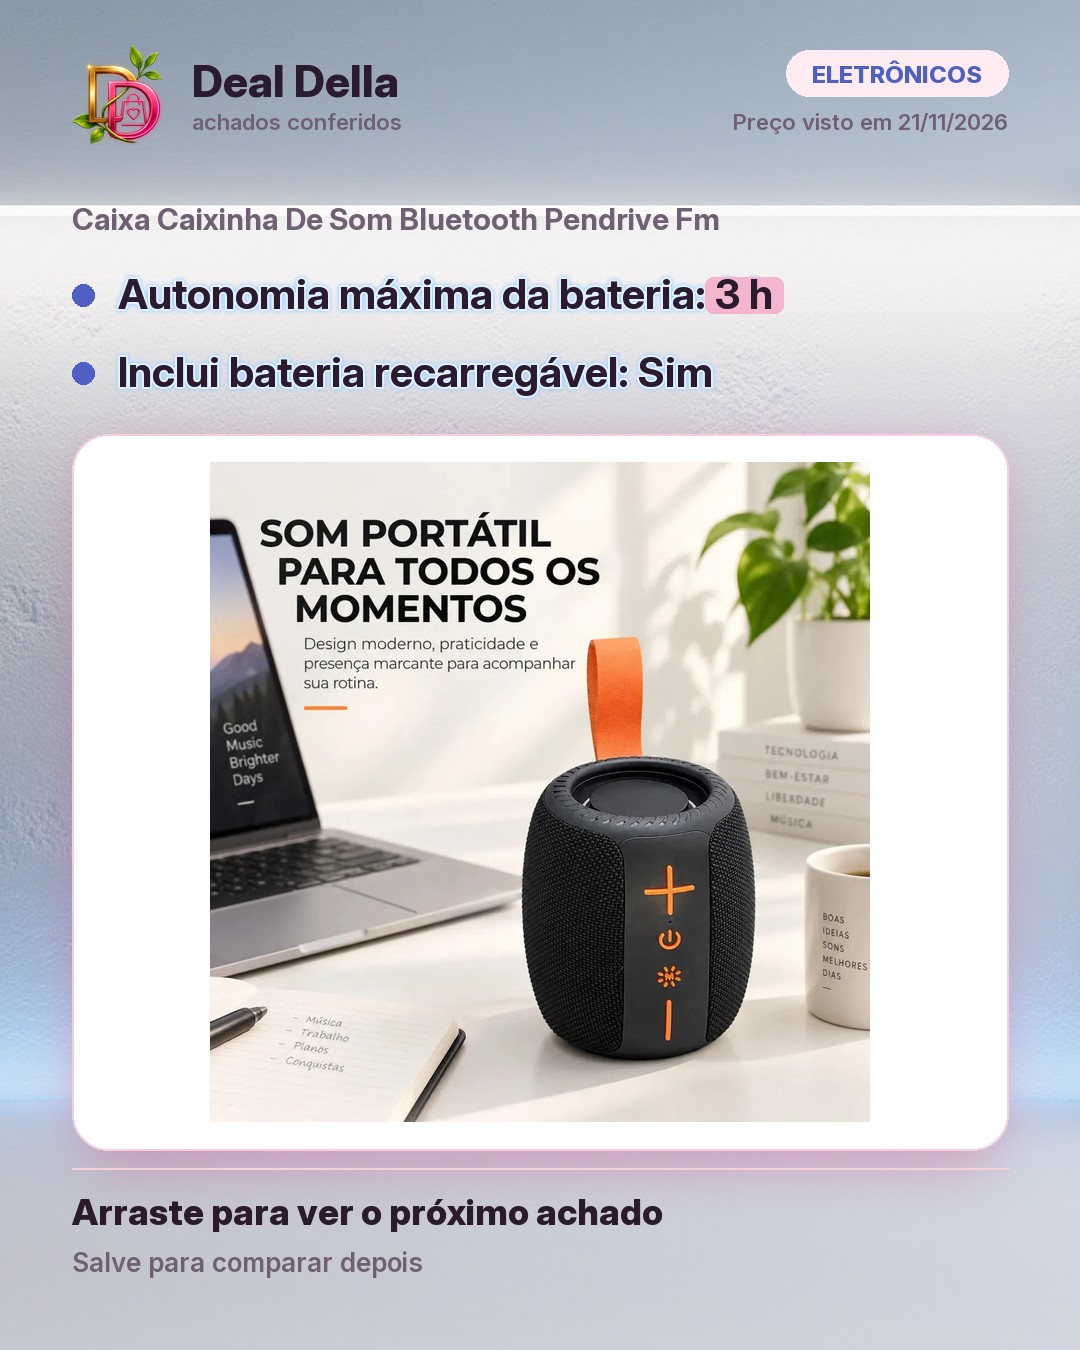 Deal Della
achados conferidos
ELETRÔNICOS
Preço visto em 21/11/2026
Caixa Caixinha De Som Bluetooth Pendrive Fm
Autonomia máxima da bateria: 3 h
Inclui bateria recarregável: Sim
SOM PORTÁTIL
PARA TODOS OS
MOMENTOS
Design moderno, praticidade e
presença marcante para acompanhar
sua rotina.
Good
Music
Brighter
Days
TECNOLOGIA
BEM-ESTAR
LIBERDADE
MÚSICA
M
BOAS
IDEIAS
SONS
MELHORES
DIAS
– Música
– Trabalho
– Planos
– Conquistas
Arraste para ver o próximo achado
Salve para comparar depois